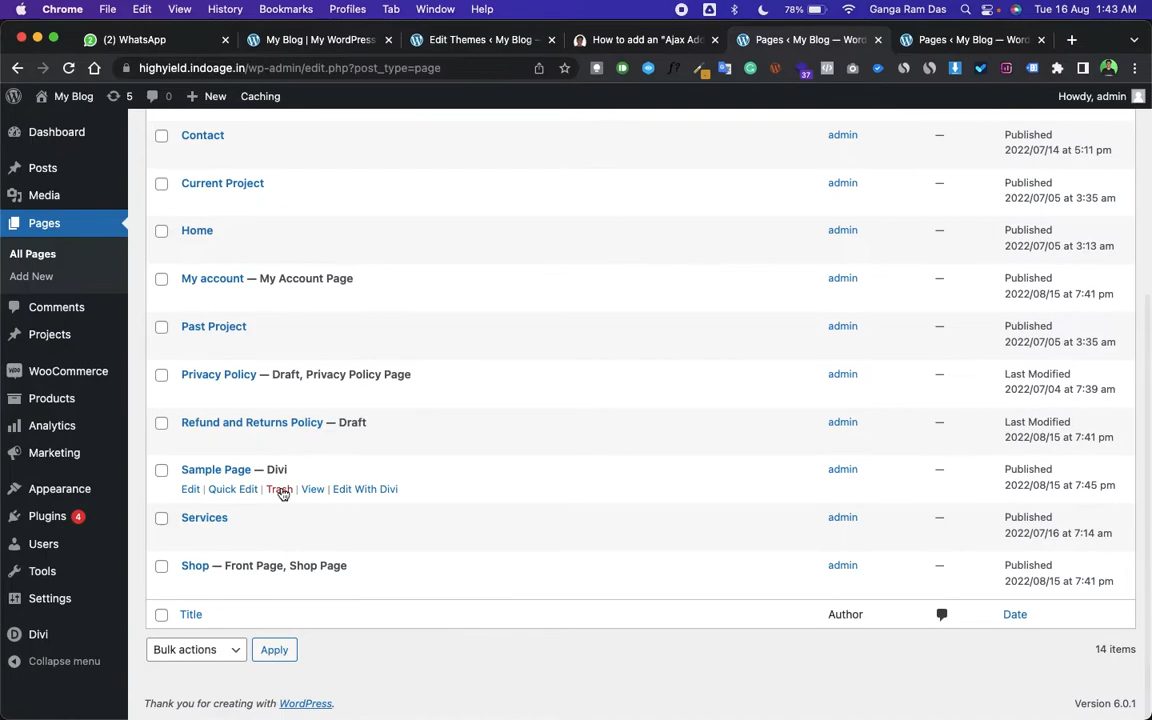 Chrome File Edit View History Bookmarks Profiles Tab Window Help 78% Ganga Ram Das Tue 16 Aug 1:43 AM
(2) WhatsApp My Blog | My WordPress Edit Themes ‹ My Blog — How to add an "Ajax Ad Pages ‹ My Blog — Word Pages ‹ My Blog — Word
highyield.indoage.in/wp-admin/edit.php?post_type=page 37
My Blog 5 0 New Caching Howdy, admin
Dashboard
Posts
Media
Pages
All Pages
Add New
Comments
Projects
WooCommerce
Products
Analytics
Marketing
Appearance
Plugins 4
Users
Tools
Settings
Divi
Collapse menu
Contact admin — Published
2022/07/14 at 5:11 pm
Current Project admin — Published
2022/07/05 at 3:35 am
Home admin — Published
2022/07/05 at 3:13 am
My account — My Account Page admin — Published
2022/08/15 at 7:41 pm
Past Project admin — Published
2022/07/05 at 3:35 am
Privacy Policy — Draft, Privacy Policy Page admin — Last Modified
2022/07/04 at 7:39 am
Refund and Returns Policy — Draft admin — Last Modified
2022/08/15 at 7:41 pm
Sample Page — Divi admin — Published
Edit | Quick Edit | Trash | View | Edit With Divi 2022/08/15 at 7:45 pm
Services admin — Published
2022/07/16 at 7:14 am
Shop — Front Page, Shop Page admin — Published
2022/08/15 at 7:41 pm
Title Author Date
Bulk actions Apply 14 items
Thank you for creating with WordPress. Version 6.0.1